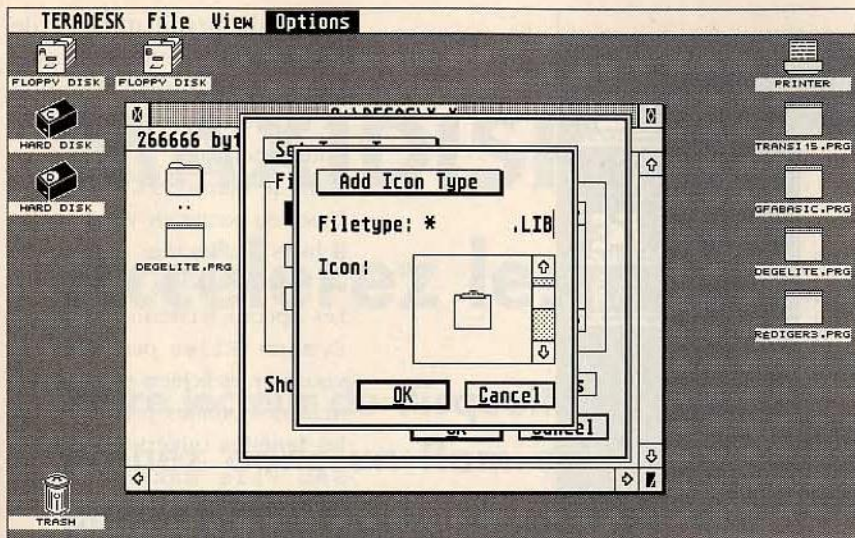 TERADESK File View Options
FLOPPY DISK FLOPPY DISK
PRINTER
HARD DISK
266666 byt
TRANSI15.PRG
Add Icon Type
HARD DISK
Filetype: * .LIB
GFABASIC.PRG
DEGELITE.PRG
Icon:
DEGELITE.PRG
RÉDIGER3.PRG
Sho
OK Cancel
OK Cancel
TRASH